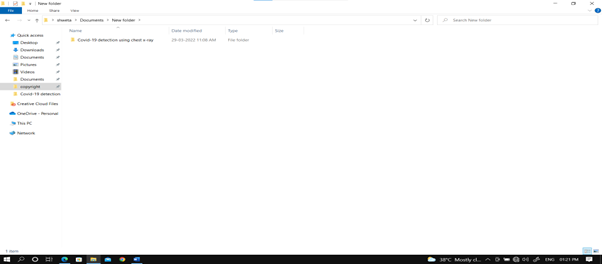 New folder
File Home Share View
sheeta > Documents > New folder >
Search New folder
Name Date modified Type Size
Covid-19 detection using chest x-ray 29-03-2022 11:08 AM File folder
Quick access
Desktop
Downloads
Documents
Pictures
Videos
Documents
copyright
Covid-19 detection
Creative Cloud Files
OneDrive - Personal
This PC
Network
1 item
38°C Mostly cl... ENG 01:21 PM